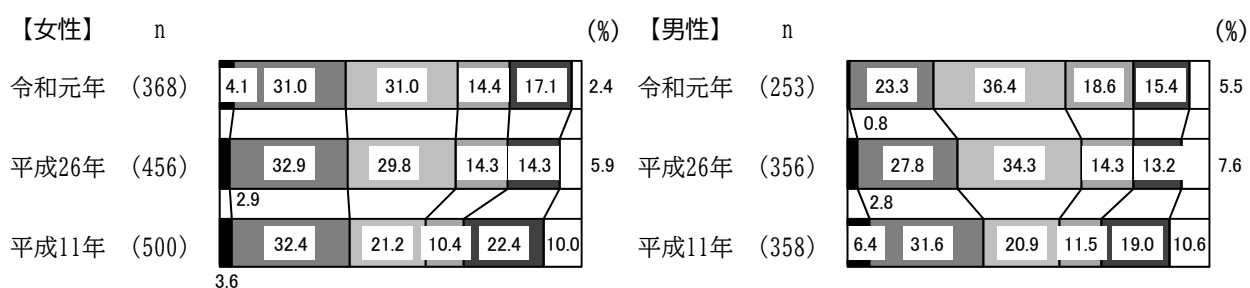 【女性】 n (%) 【男性】 n (%)
令和元年 (368) 4.1 31.0 31.0 14.4 17.1 2.4 令和元年 (253) 23.3 36.4 18.6 15.4 5.5
0.8
平成26年 (456) 32.9 29.8 14.3 14.3 5.9 平成26年 (356) 27.8 34.3 14.3 13.2 7.6
2.9 2.8
平成11年 (500) 32.4 21.2 10.4 22.4 10.0 平成11年 (358) 6.4 31.6 20.9 11.5 19.0 10.6
3.6